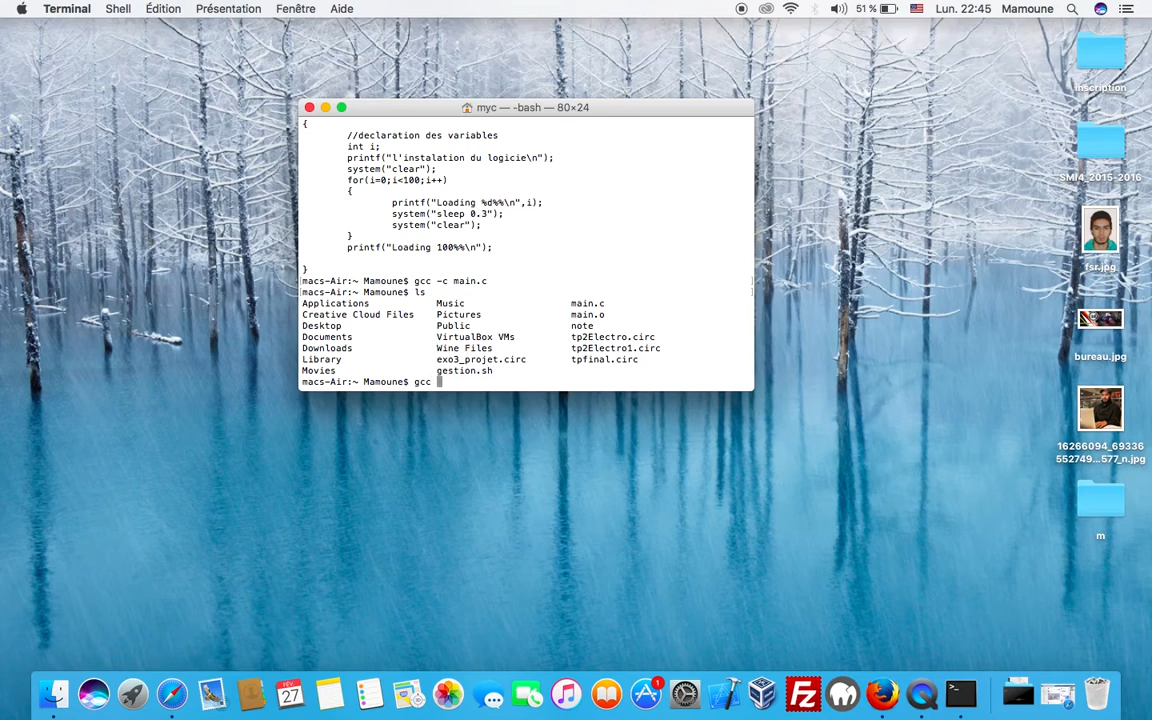 Terminal Shell Édition Présentation Fenêtre Aide 51 % Lun. 22:45 Mamoune
myc — -bash — 80×24
{
//declaration des variables
int i;
printf("l'instalation du logicie\n");
system("clear");
for(i=0;i<100;i++)
{
printf("Loading %d%%\n",i);
system("sleep 0.3");
system("clear");
}
printf("Loading 100%%\n");
}
[macs-Air:~ Mamoune$ gcc -c main.c ]
[macs-Air:~ Mamoune$ ls ]
Applications Music main.c
Creative Cloud Files Pictures main.o
Desktop Public note
Documents VirtualBox VMs tp2Electro.circ
Downloads Wine Files tp2Electro1.circ
Library exo3_projet.circ tpfinal.circ
Movies gestion.sh
macs-Air:~ Mamoune$ gcc
inscription
SMI4_2015-2016
fsr.jpg
bureau.jpg
16266094_69336
552749...577_n.jpg
m
FÉV.
27
1
FZ
>_